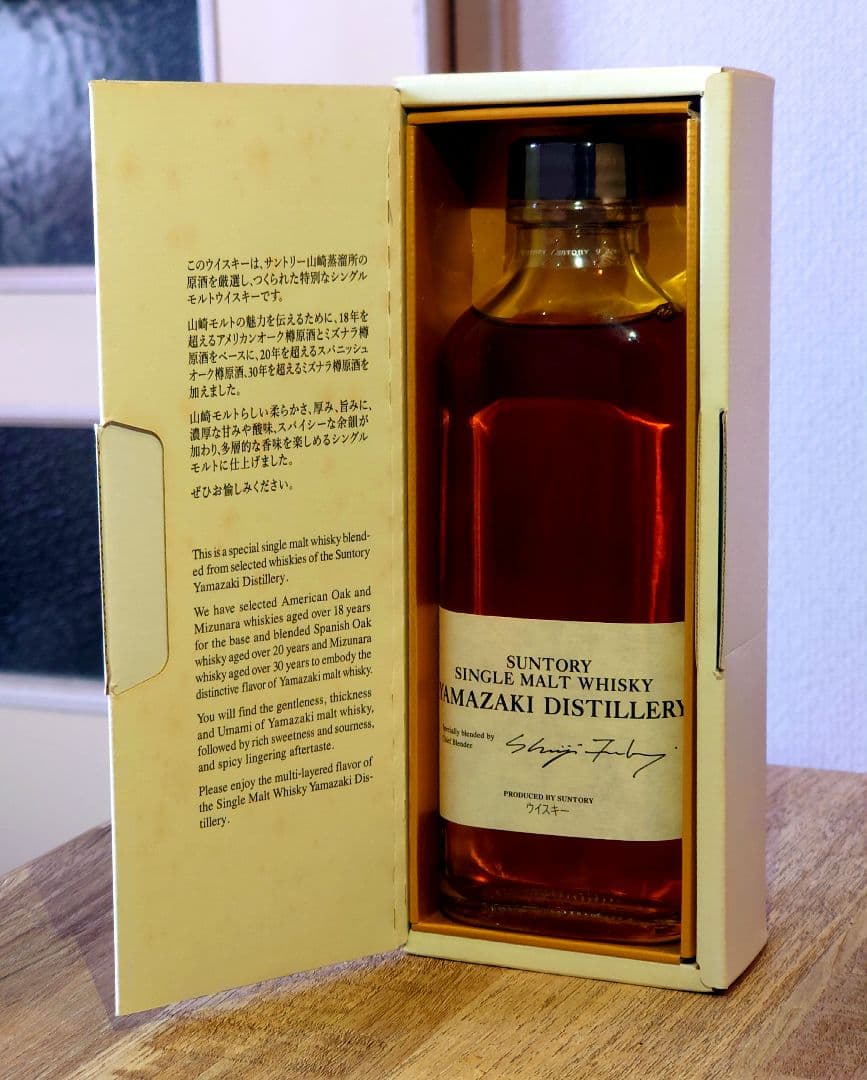 このウイスキーは、サントリー山崎蒸溜所の
原酒を厳選し、つくられた特別なシングル
モルトウイスキーです。
山崎モルトの魅力を伝えるために、18年を
超えるアメリカンオーク樽原酒とミズナラ樽
原酒をベースに、20年を超えるスパニッシュ
オーク樽原酒、30年を超えるミズナラ樽原酒を
加えました。
山崎モルトらしい柔らかさ、厚み、旨みに、
濃厚な甘みや酸味、スパイシーな余韻が
加わり、多層的な香味を楽しめるシングル
モルトに仕上げました。
ぜひお愉しみください。
This is a special single malt whisky blend-
ed from selected whiskies of the Suntory
Yamazaki Distillery.
We have selected American Oak and
Mizunara whiskies aged over 18 years
for the base and blended Spanish Oak
whisky aged over 20 years and Mizunara
whisky aged over 30 years to embody the
distinctive flavor of Yamazaki malt whisky.
You will find the gentleness, thickness
and Umami of Yamazaki malt whisky,
followed by rich sweetness and sourness,
and spicy lingering aftertaste.
Please enjoy the multi-layered flavor of
the Single Malt Whisky Yamazaki Dis-
tillery.
SUNTORY
SUNTORY
SINGLE MALT WHISKY
YAMAZAKI DISTILLERY
Specially blended by
Chief Blender
PRODUCED BY SUNTORY
ウイスキー